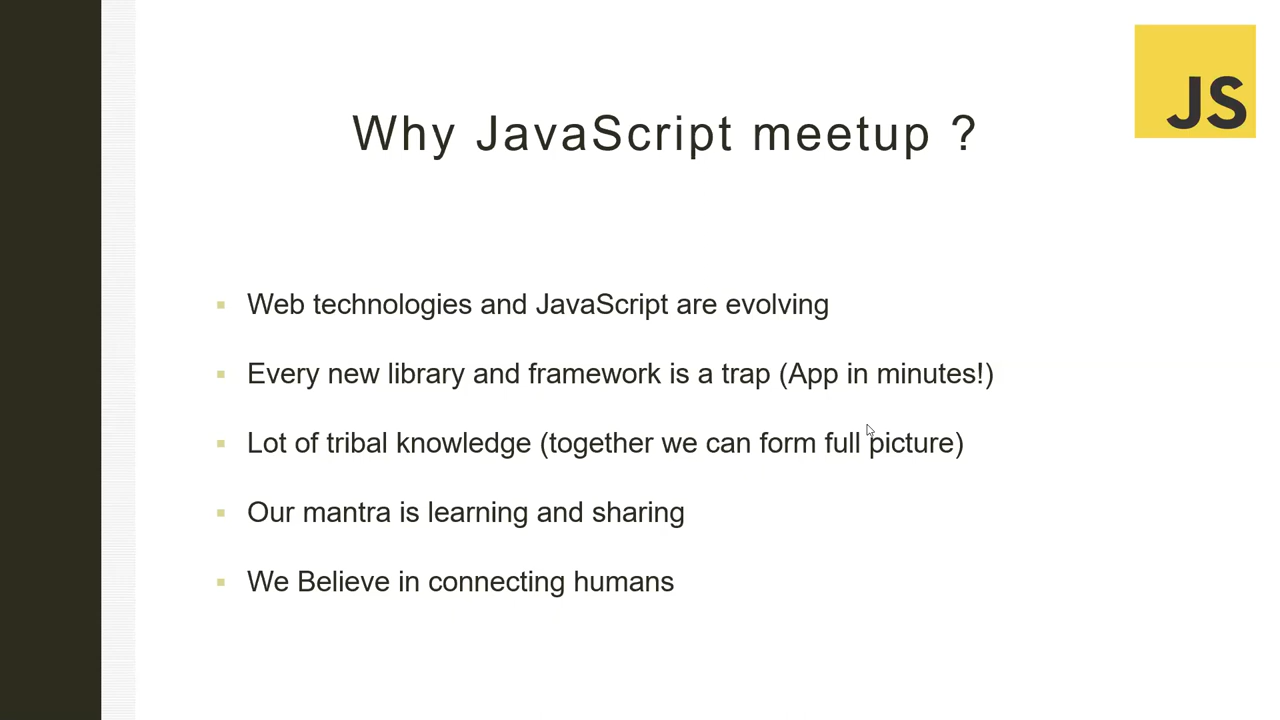 JS
Why JavaScript meetup ?
Web technologies and JavaScript are evolving
Every new library and framework is a trap (App in minutes!)
Lot of tribal knowledge (together we can form full picture)
Our mantra is learning and sharing
We Believe in connecting humans